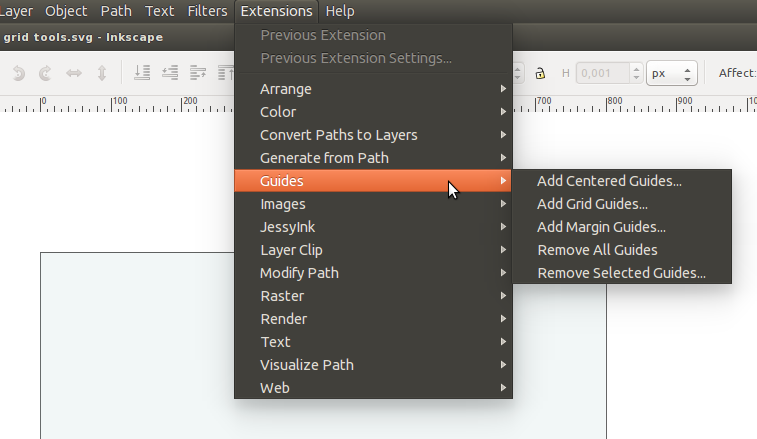 Layer Object Path Text Filters Extensions Help
grid tools.svg - Inkscape
Previous Extension
Previous Extension Settings...
H 0,001 px Affect:
0 100 200 700 800 900
Arrange
Color
Convert Paths to Layers
Generate from Path
Guides
Add Centered Guides...
Images
Add Grid Guides...
JessyInk
Add Margin Guides...
Layer Clip
Remove All Guides
Modify Path
Remove Selected Guides...
Raster
Render
Text
Visualize Path
Web